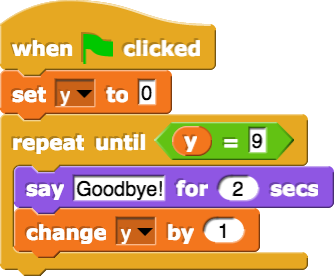 when clicked
set y to 0
repeat until y = 9
say Goodbye! for 2 secs
change y by 1